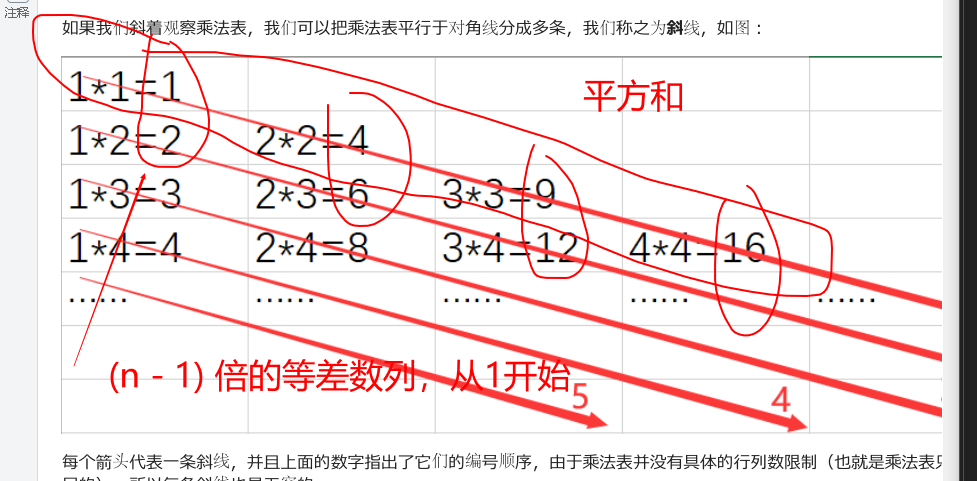 注释
如果我们斜着观察乘法表，我们可以把乘法表平行于对角线分成多条，我们称之为斜线，如图：
1*1=1
平方和
1*2=2 2*2=4
1*3=3 2*3=6 3*3=9
1*4=4 2*4=8 3*4=12 4*4=16
…… …… …… …… ……
(n - 1) 倍的等差数列，从1开始
5 4
每个箭头代表一条斜线，并且上面的数字指出了它们的编号顺序，由于乘法表并没有具体的行列数限制（也就是乘法表